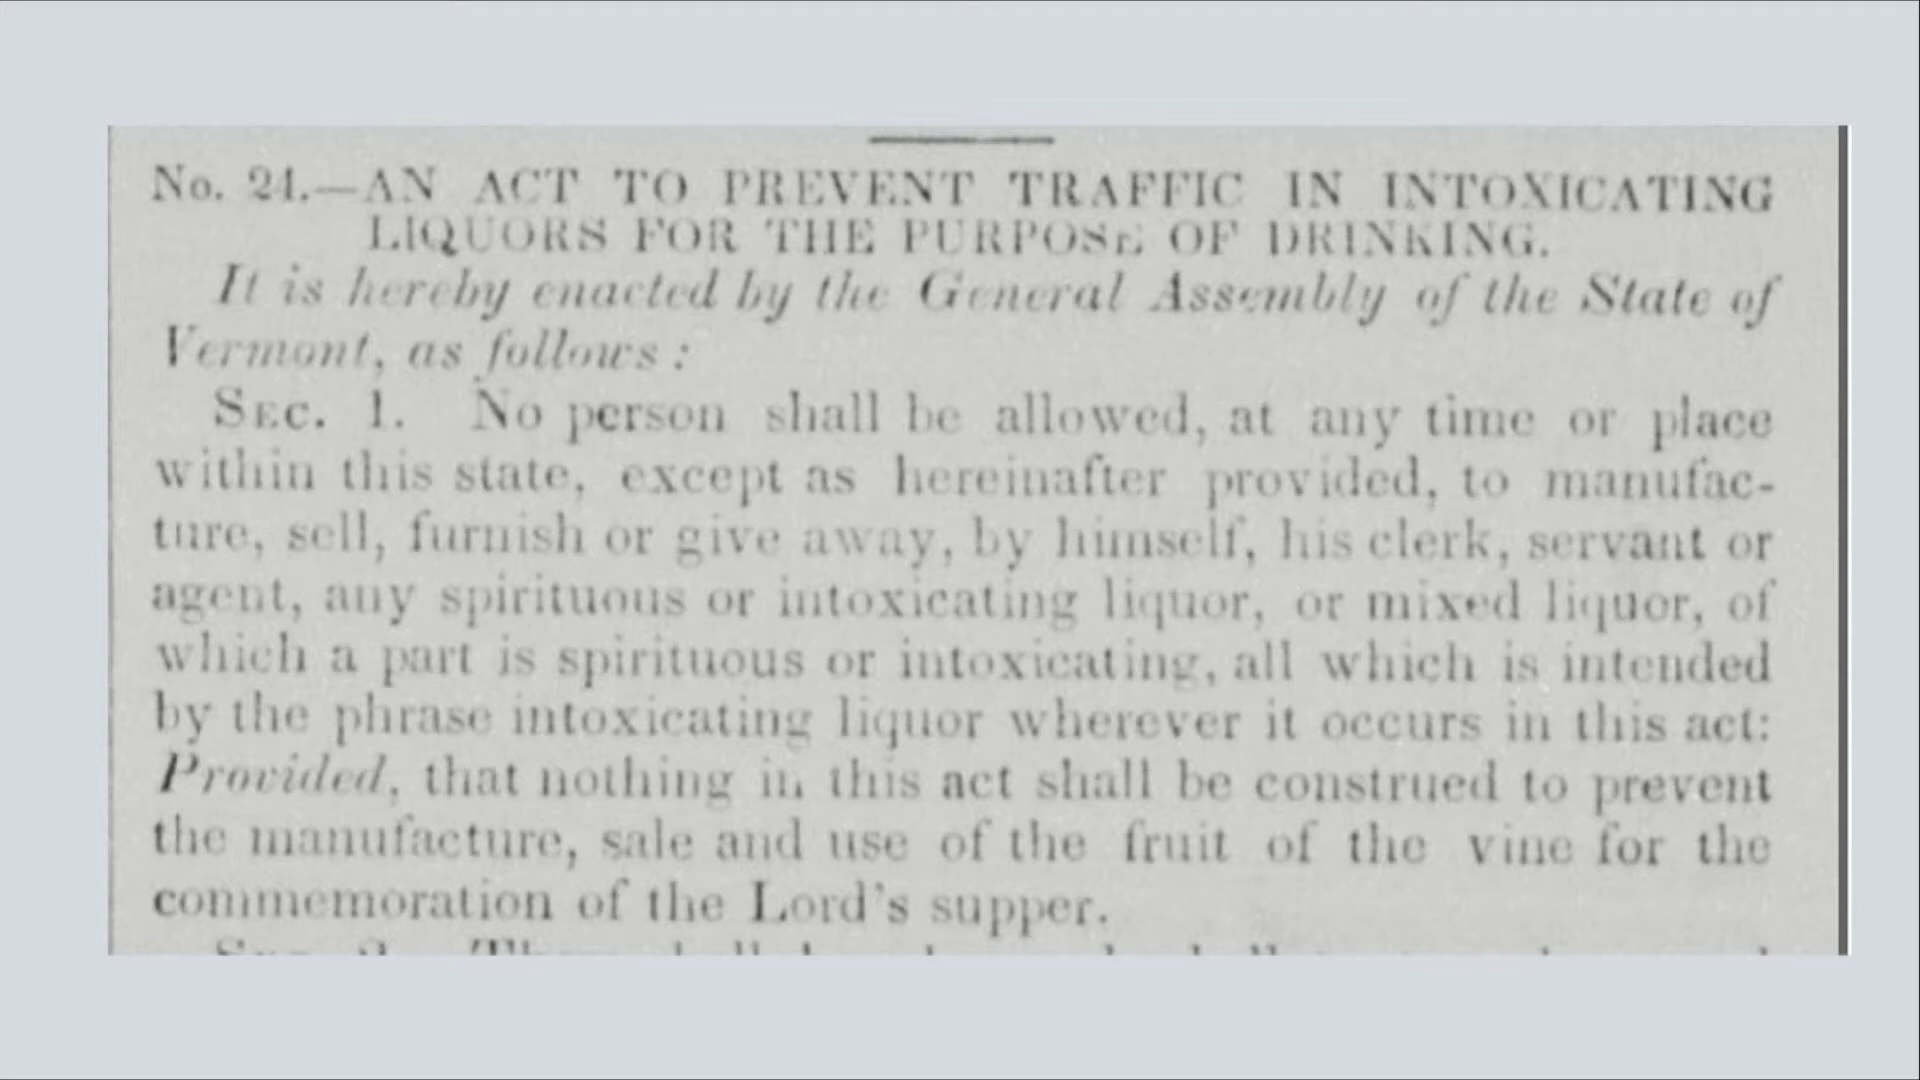 No. 24.—AN ACT TO PREVENT TRAFFIC IN INTOXICATING
LIQUORS FOR THE PURPOSE OF DRINKING.
It is hereby enacted by the General Assembly of the State of
Vermont, as follows:
SEC. 1. No person shall be allowed, at any time or place
within this state, except as hereinafter provided, to manufac-
ture, sell, furnish or give away, by himself, his clerk, servant or
agent, any spirituous or intoxicating liquor, or mixed liquor, of
which a part is spirituous or intoxicating, all which is intended
by the phrase intoxicating liquor wherever it occurs in this act:
Provided, that nothing in this act shall be construed to prevent
the manufacture, sale and use of the fruit of the vine for the
commemoration of the Lord's supper.